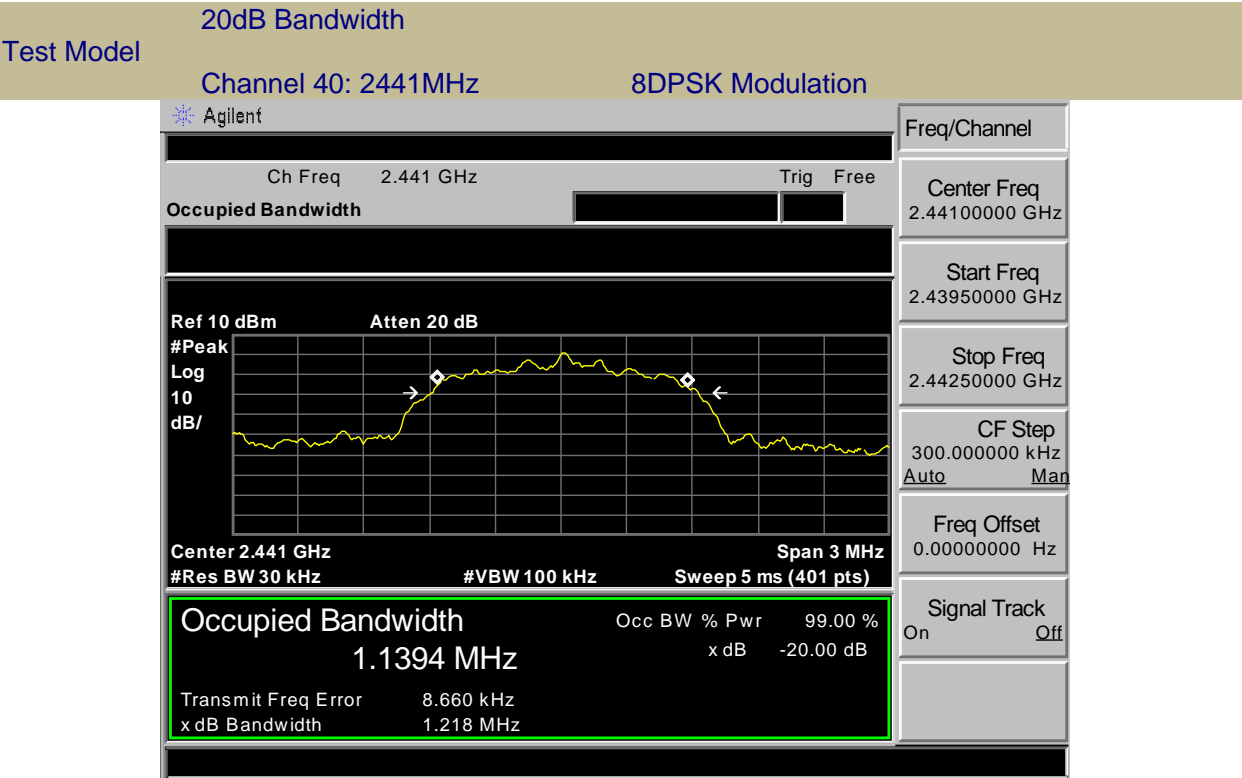 20dB Bandwidth
Test Model
Channel 40: 2441MHz 8DPSK Modulation
Agilent
Freq/Channel
Ch Freq 2.441 GHz Trig Free
Occupied Bandwidth
Center Freq
2.44100000 GHz
Start Freq
2.43950000 GHz
Stop Freq
2.44250000 GHz
CF Step
300.000000 kHz
Auto Man
Freq Offset
0.00000000 Hz
Signal Track
On Off
Ref 10 dBm Atten 20 dB
#Peak
Log
10
dB/
Center 2.441 GHz Span 3 MHz
#Res BW 30 kHz #VBW 100 kHz Sweep 5 ms (401 pts)
Occupied Bandwidth Occ BW % Pwr 99.00 %
1.1394 MHz x dB -20.00 dB
Transmit Freq Error 8.660 kHz
x dB Bandwidth 1.218 MHz